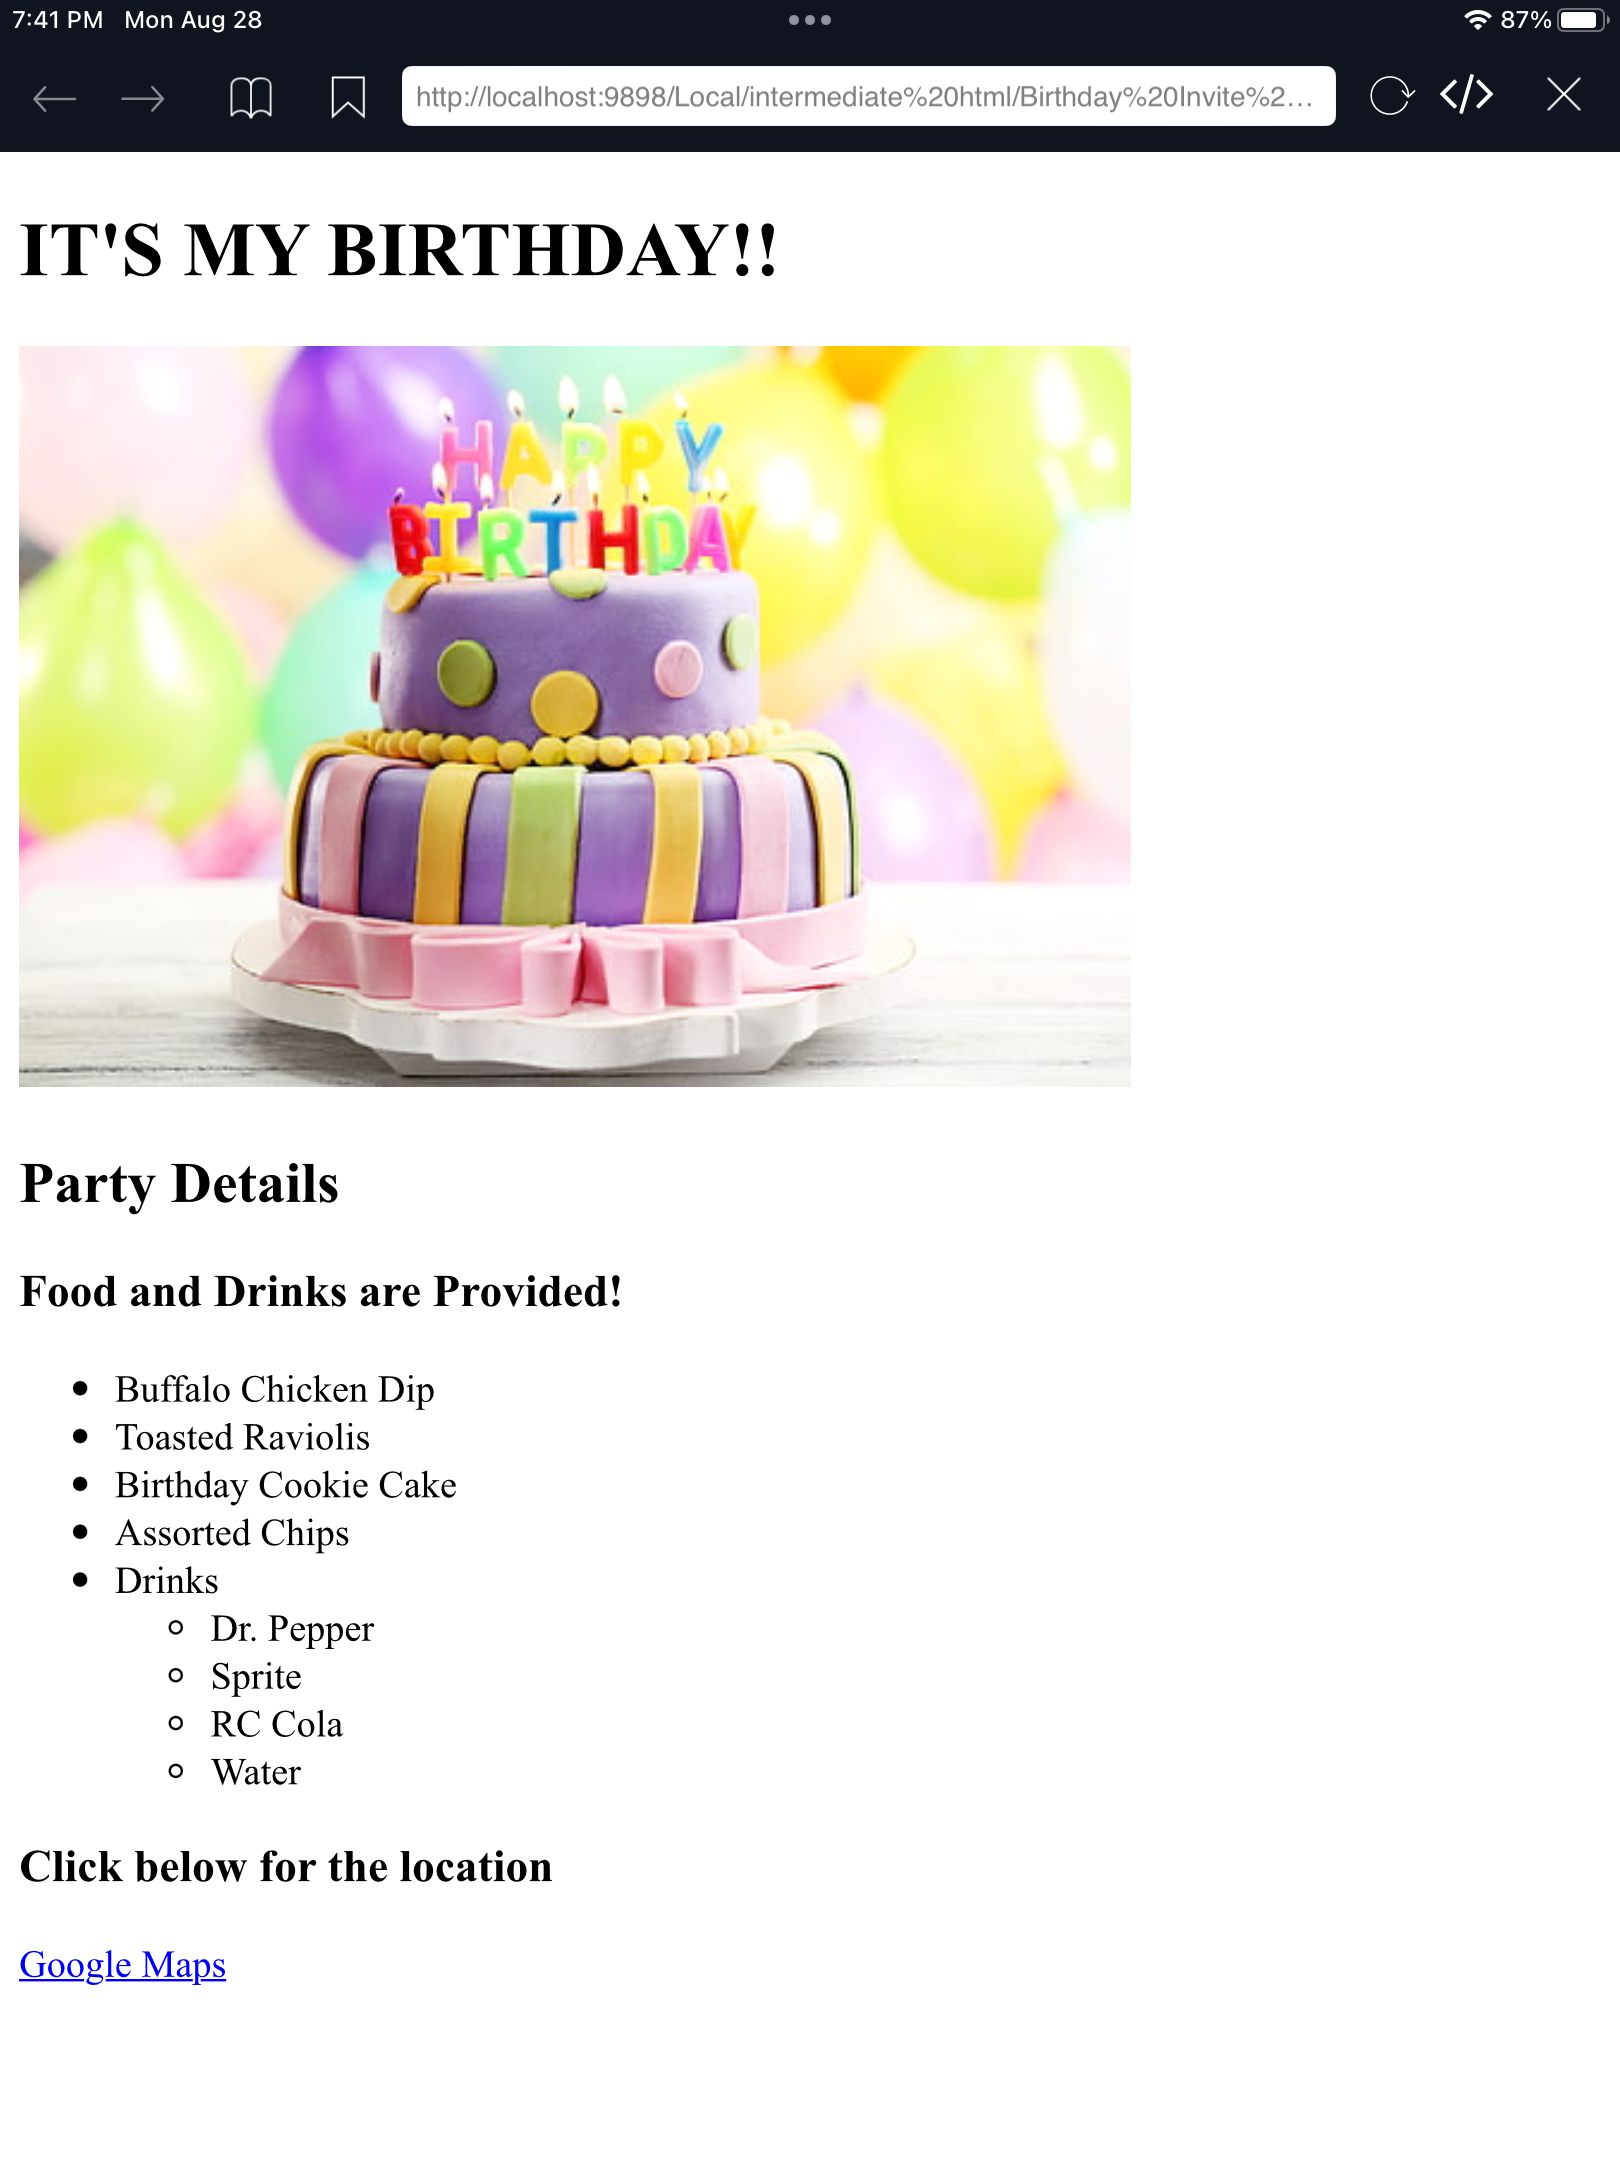 7:41 PM Mon Aug 28
87%
http://localhost:9898/Local/intermediate%20html/Birthday%20Invite%2...
IT'S MY BIRTHDAY!!
HAPPY
BIRTHDAY
Party Details
Food and Drinks are Provided!
Buffalo Chicken Dip
Toasted Raviolis
Birthday Cookie Cake
Assorted Chips
Drinks
Dr. Pepper
Sprite
RC Cola
Water
Click below for the location
Google Maps